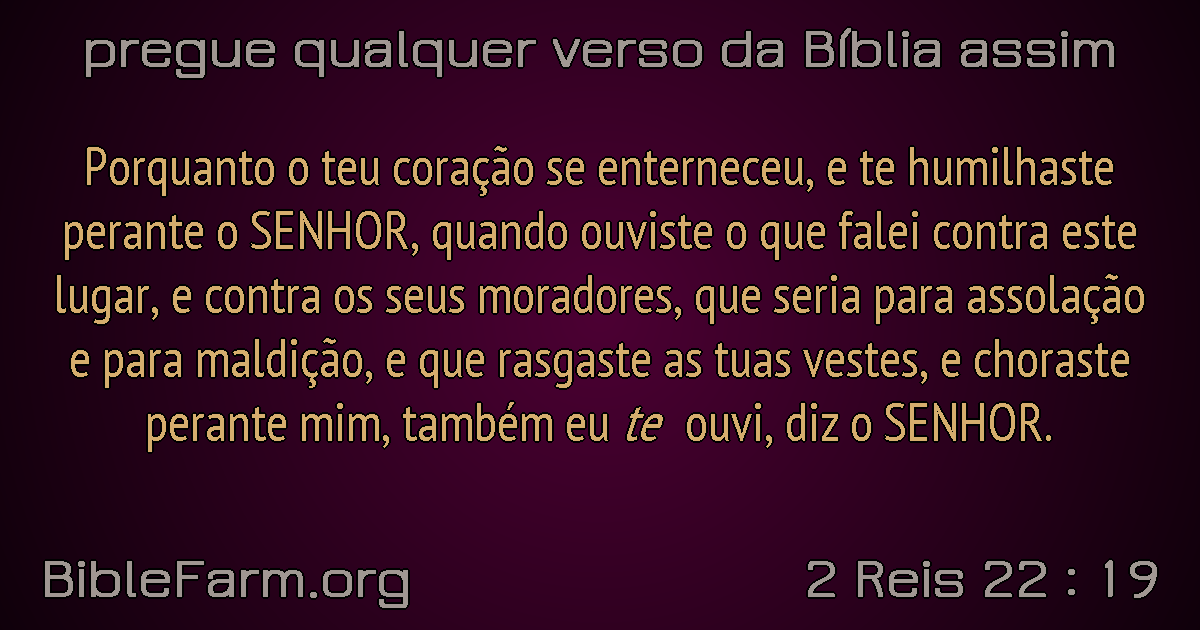 pregue qualquer verso da Bíblia assim
Porquanto o teu coração se enterneceu, e te humilhaste
perante o SENHOR, quando ouviste o que falei contra este
lugar, e contra os seus moradores, que seria para assolação
e para maldição, e que rasgaste as tuas vestes, e choraste
perante mim, também eu te ouvi, diz o SENHOR.
BibleFarm.org
2 Reis 22 : 19